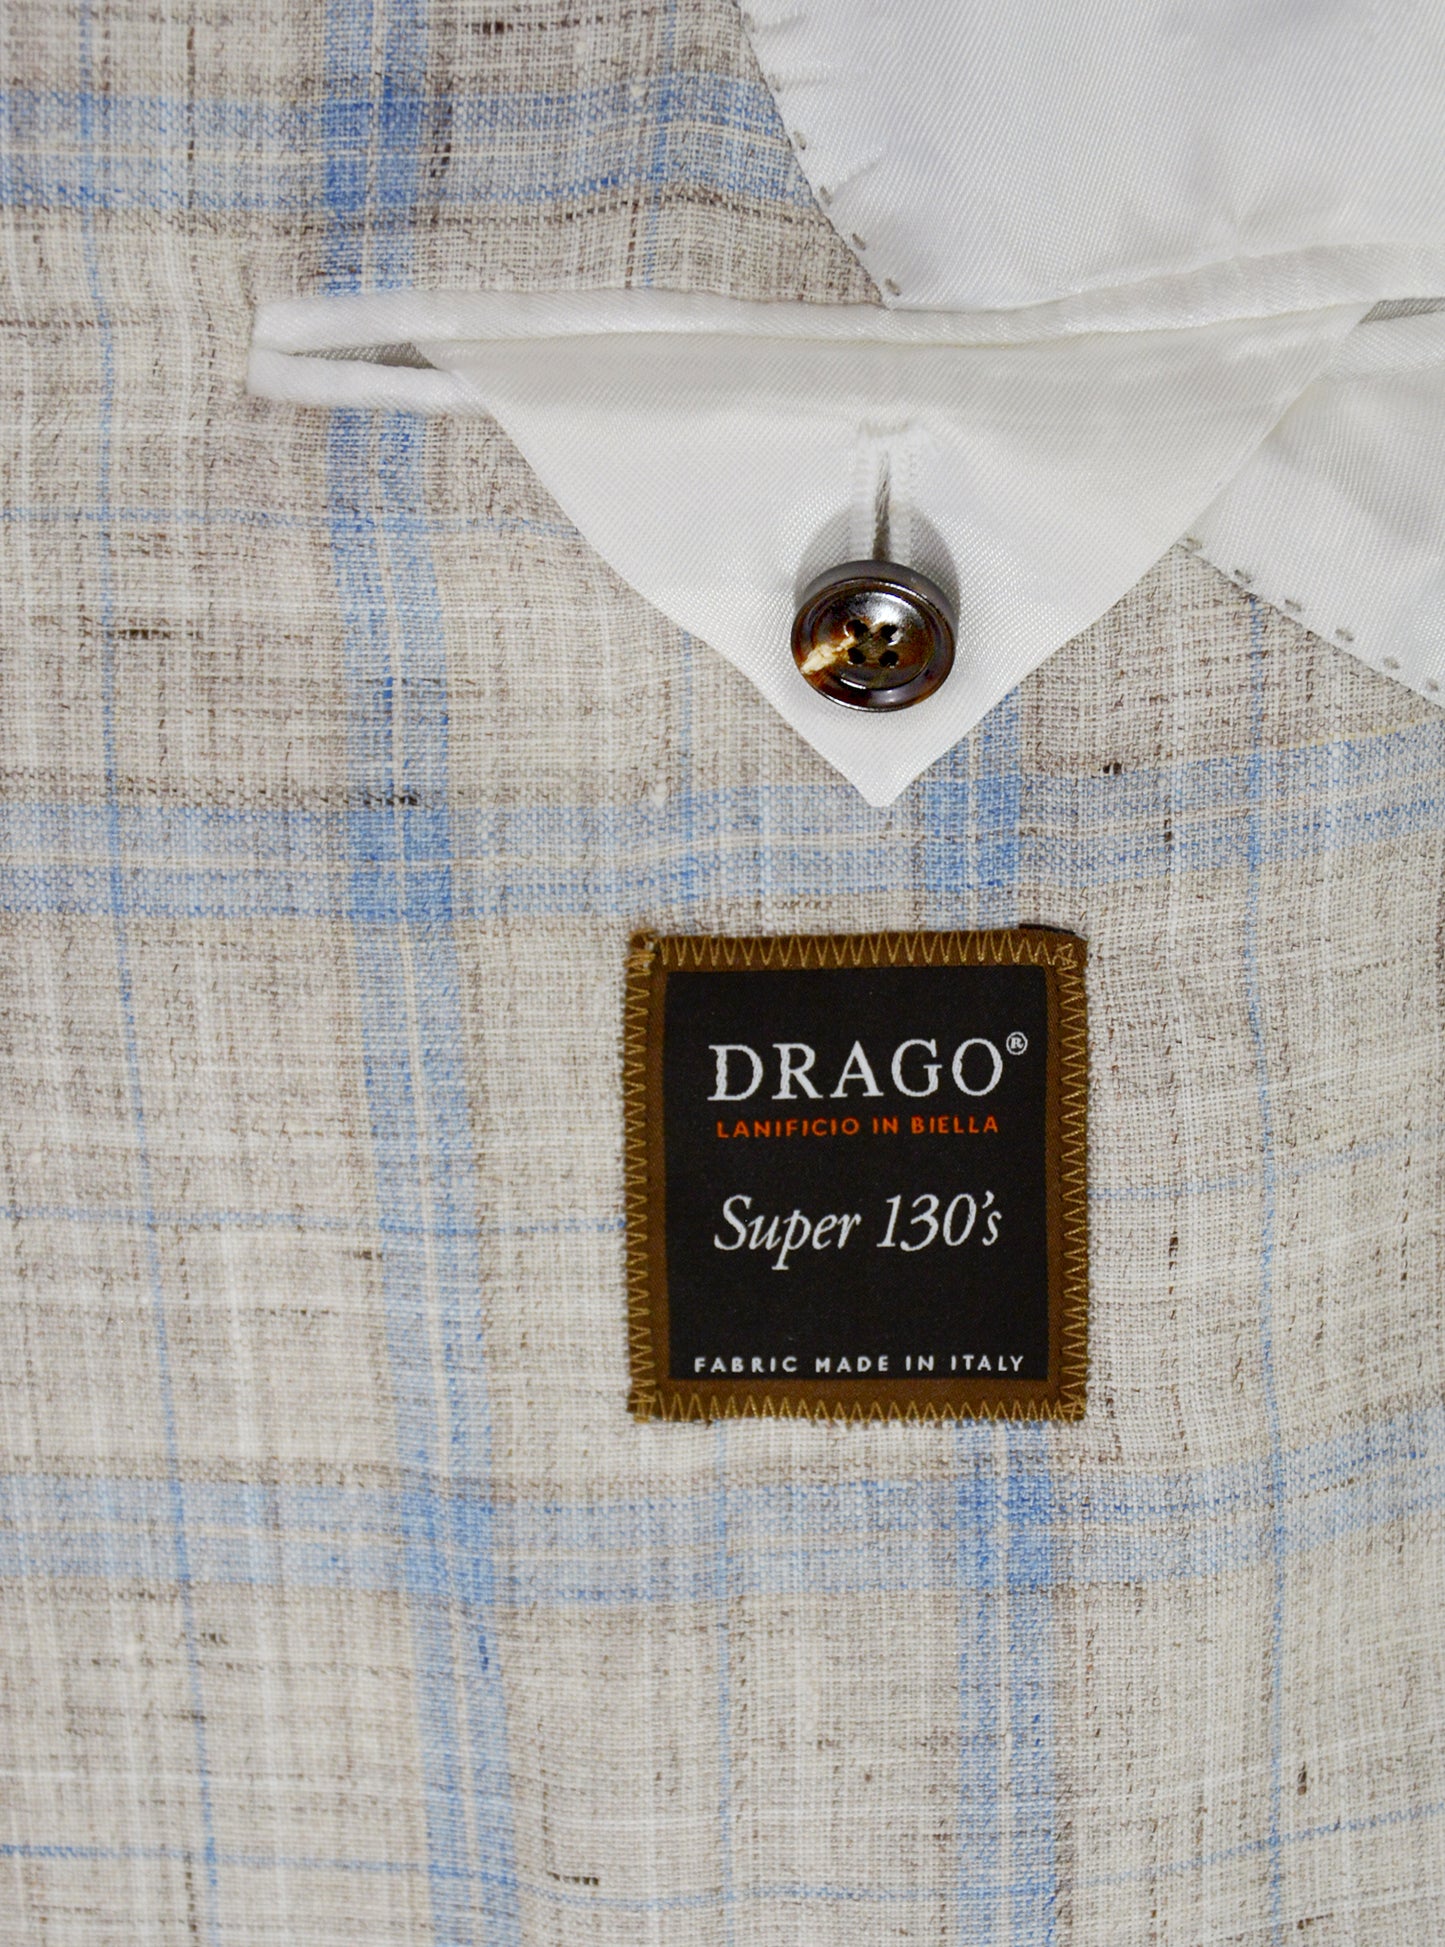 DRAGO®
LANIFICIO IN BIELLA
Super 130's
FABRIC MADE IN ITALY